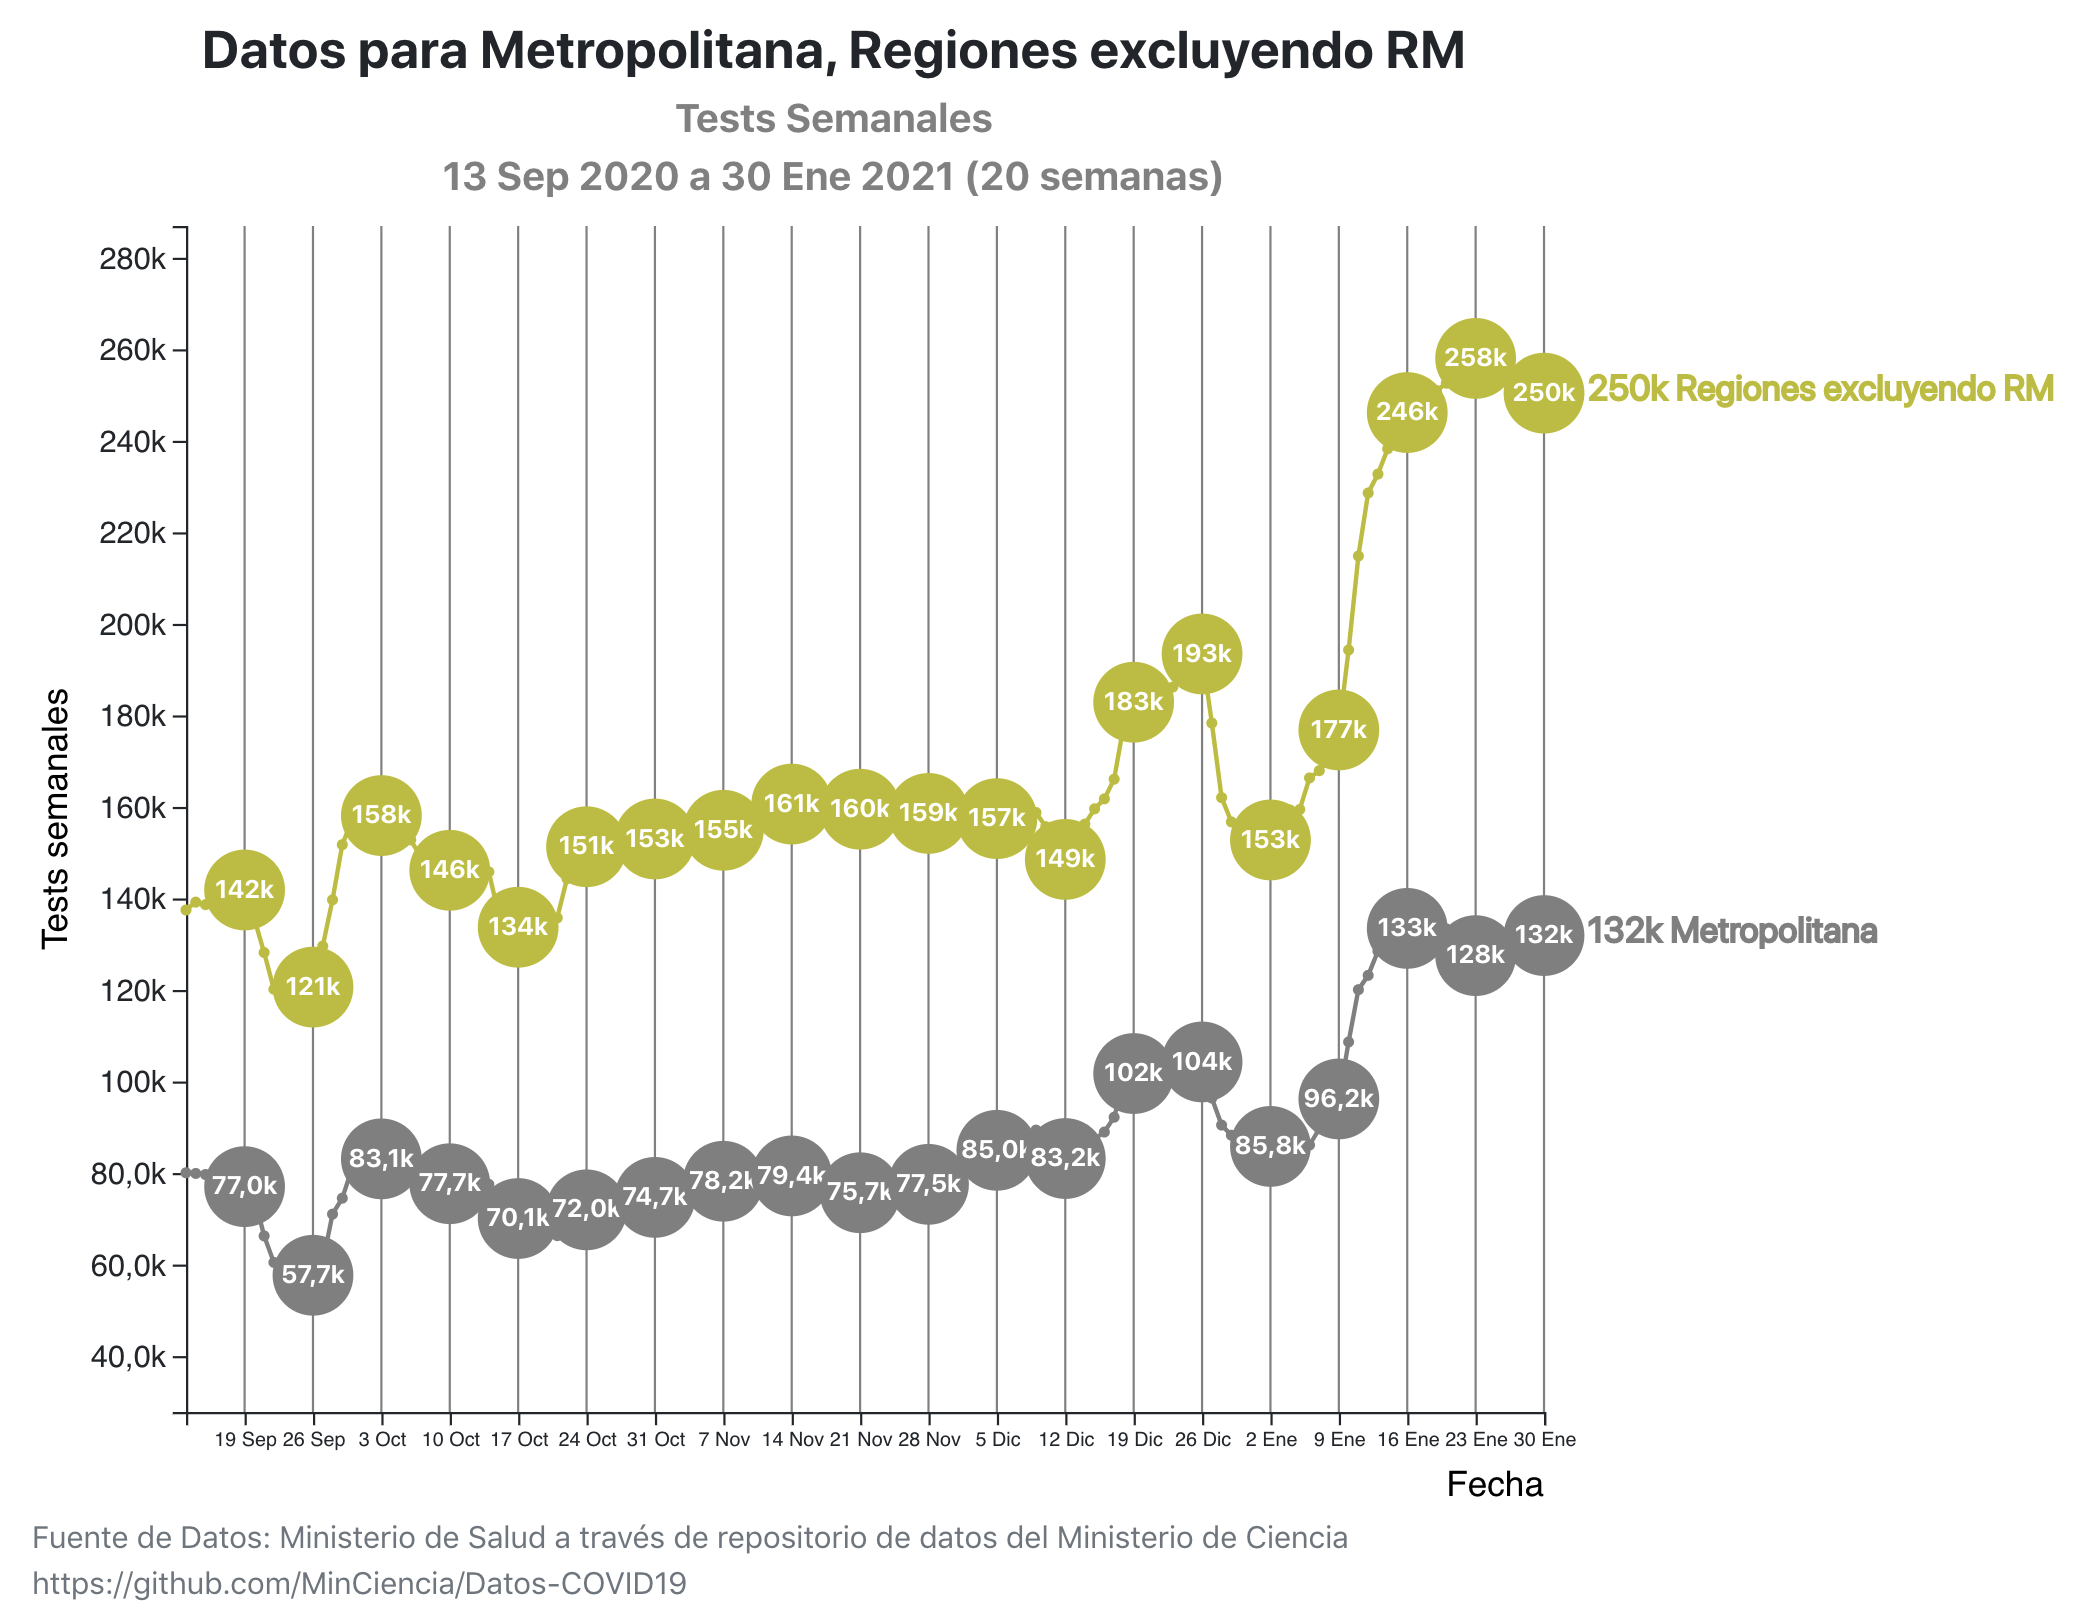 Datos para Metropolitana, Regiones excluyendo RM
Tests Semanales
13 Sep 2020 a 30 Ene 2021 (20 semanas)
280k
260k
240k
220k
200k
180k
160k
140k
120k
100k
80,0k
60,0k
40,0k
Tests semanales
142k
121k
158k
146k
134k
151k
153k
155k
161k
160k
159k
157k
149k
183k
193k
153k
177k
246k
258k
250k
250k Regiones excluyendo RM
77,0k
57,7k
83,1k
77,7k
70,1k
72,0k
74,7k
78,2k
79,4k
75,7k
77,5k
85,0k
83,2k
102k
104k
85,8k
96,2k
133k
128k
132k
132k Metropolitana
19 Sep 26 Sep 3 Oct 10 Oct 17 Oct 24 Oct 31 Oct 7 Nov 14 Nov 21 Nov 28 Nov 5 Dic 12 Dic 19 Dic 26 Dic 2 Ene 9 Ene 16 Ene 23 Ene 30 Ene
Fecha
Fuente de Datos: Ministerio de Salud a través de repositorio de datos del Ministerio de Ciencia
https://github.com/MinCiencia/Datos-COVID19